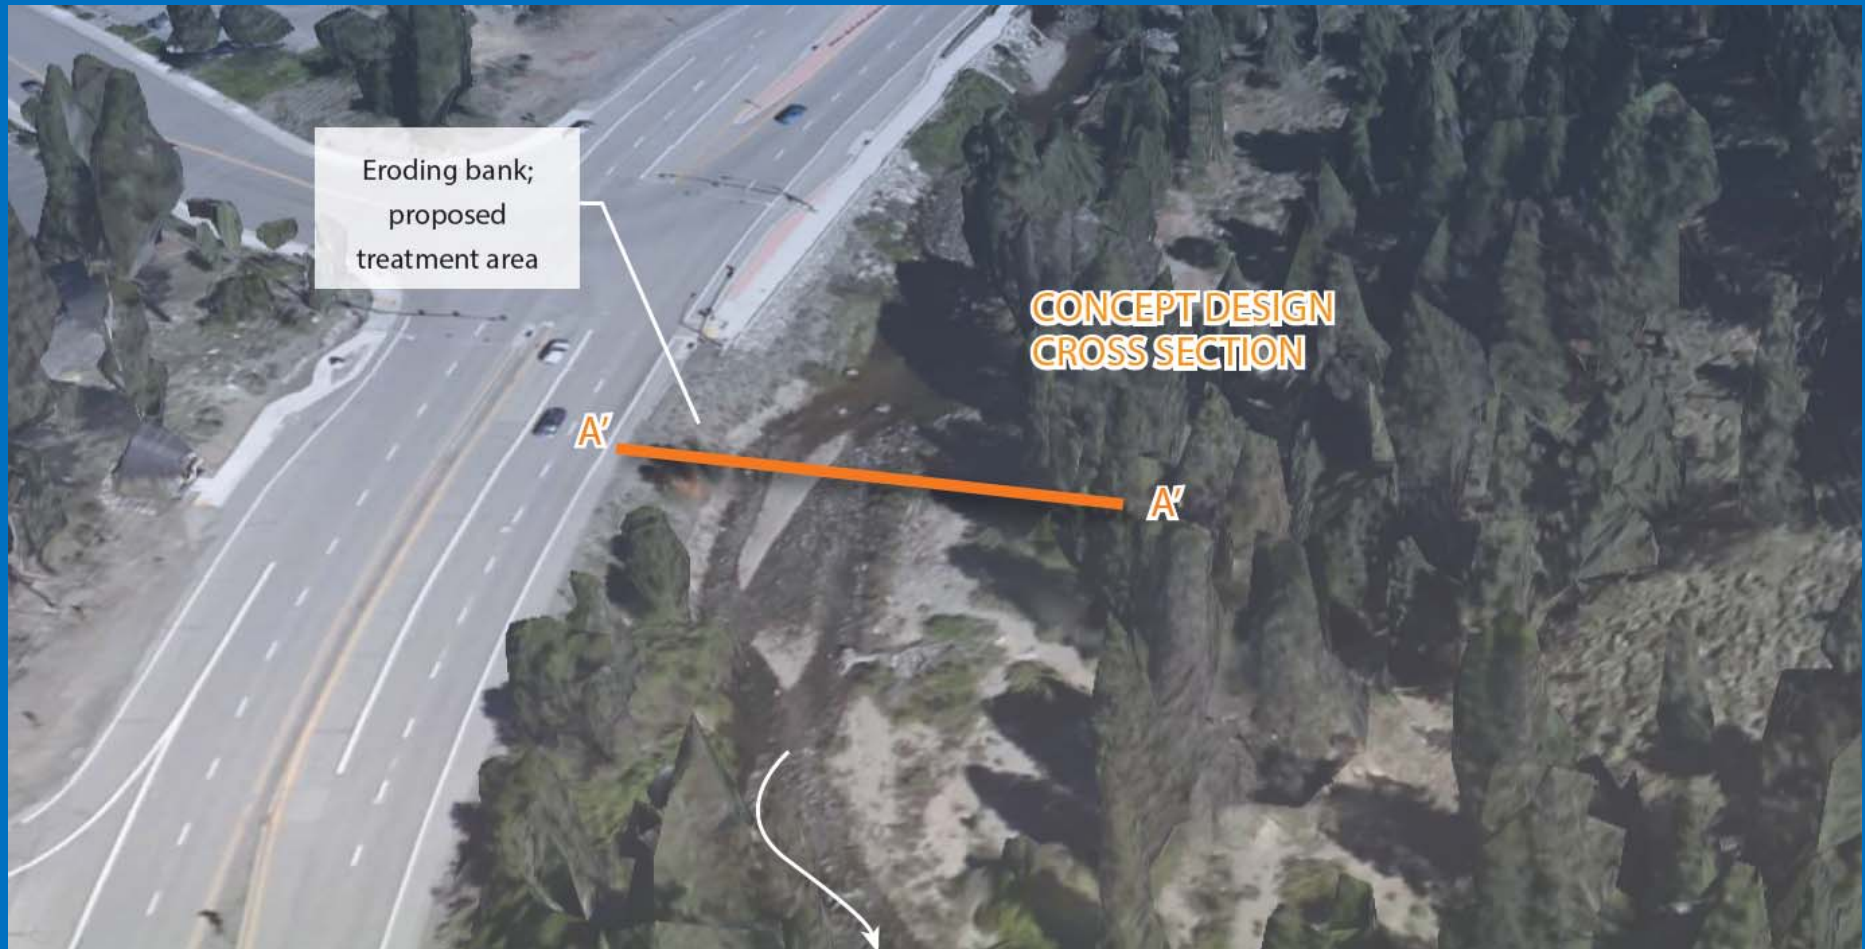 Eroding bank;
proposed
treatment area
CONCEPT DESIGN
CROSS SECTION
A'
A'